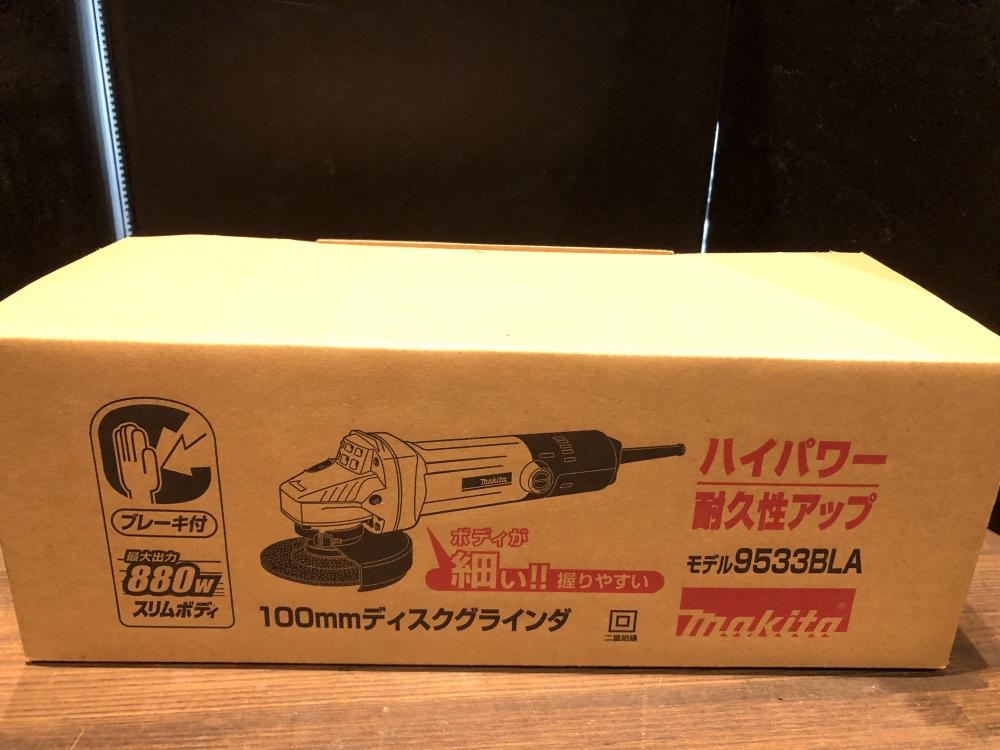 ブレーキ付
最大出力
880W
スリムボディ
makita
ボディが
細い!! 握りやすい
100mmディスクグラインダ
二重絶縁
ハイパワー
耐久性アップ
モデル9533BLA
makita®